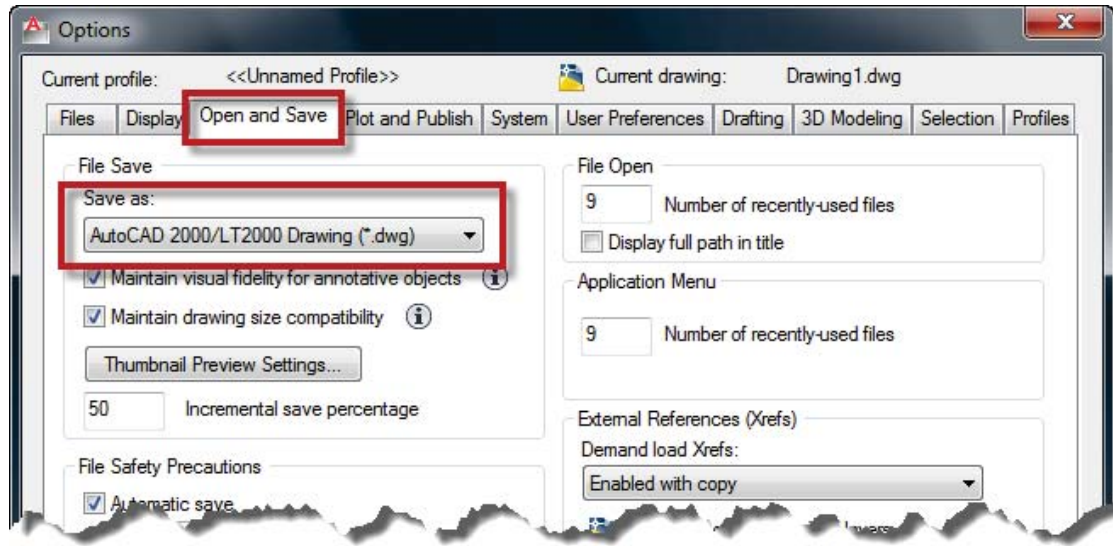 Options
Current profile: <<Unnamed Profile>> Current drawing: Drawing1.dwg
Files Display Open and Save Plot and Publish System User Preferences Drafting 3D Modeling Selection Profiles
File Save
Save as:
AutoCAD 2000/LT2000 Drawing (*.dwg)
Maintain visual fidelity for annotative objects
Maintain drawing size compatibility
Thumbnail Preview Settings...
50 Incremental save percentage
File Safety Precautions
Automatic save
File Open
9 Number of recently-used files
Display full path in title
Application Menu
9 Number of recently-used files
External References (Xrefs)
Demand load Xrefs:
Enabled with copy